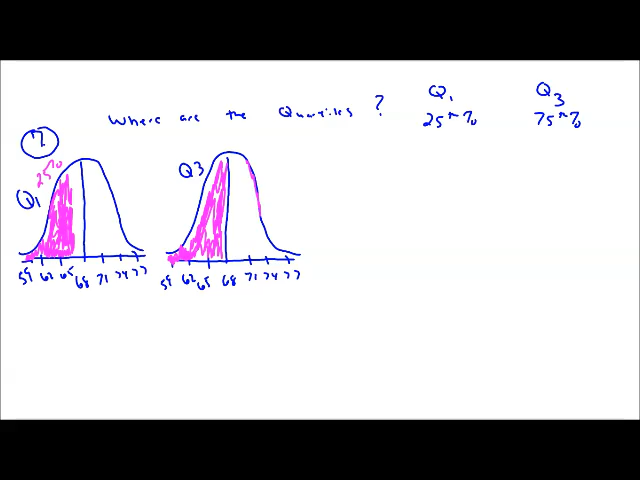 Where are the Quartiles ?
Q1 Q3
25th % 75th %
7
25%
Q1
Q3
59 62 65 68 71 74 77
59 62 65 68 71 74 77